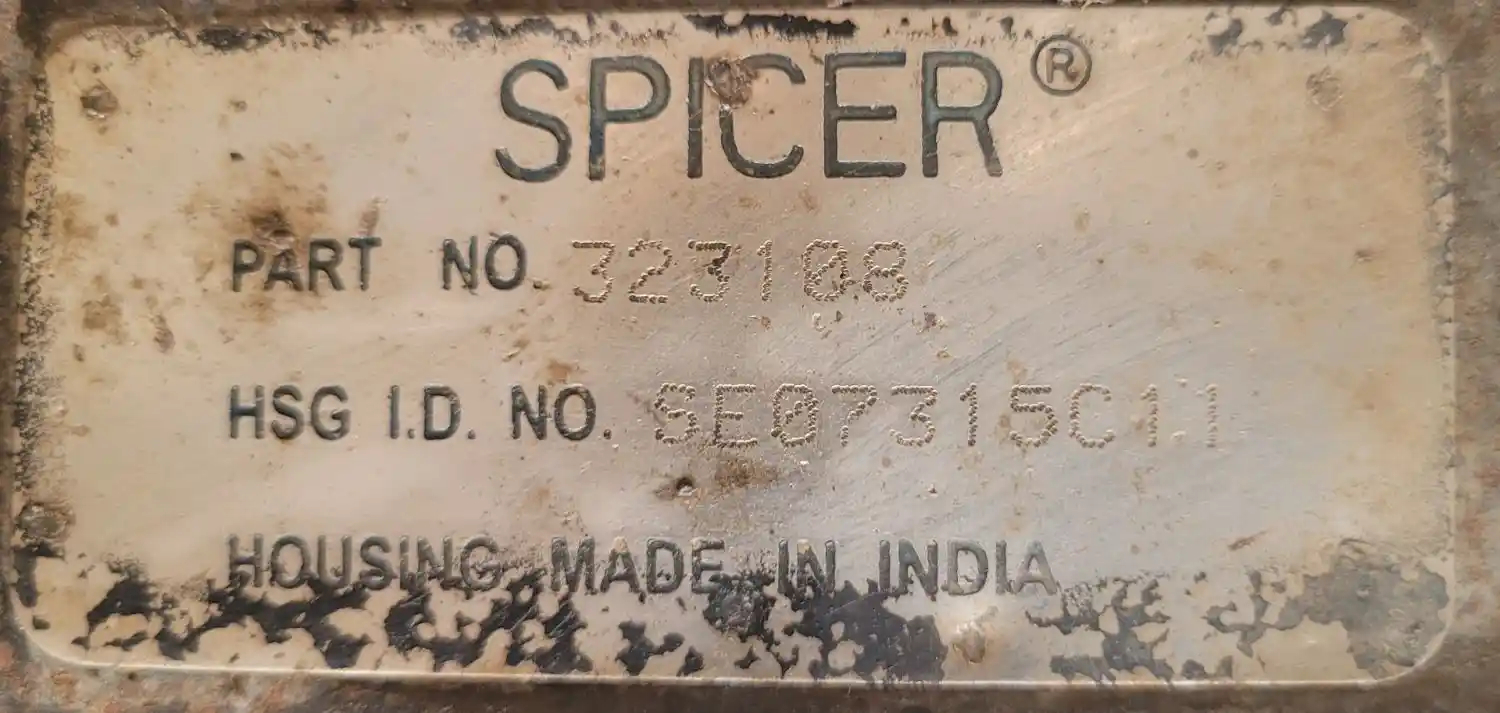 SPICER®
PART NO. 323108
HSG I.D. NO. SE07315C11
HOUSING MADE IN INDIA